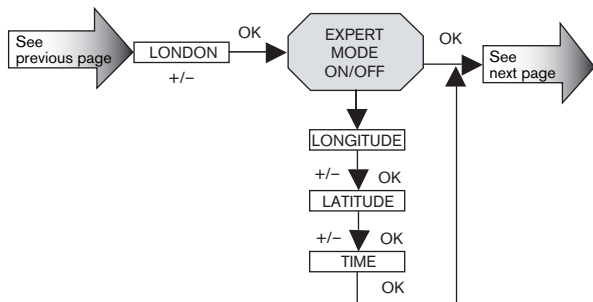 See
previous page
LONDON
+/–
OK
EXPERT
MODE
ON/OFF
OK
See
next page
LONGITUDE
+/– OK
LATITUDE
+/– OK
TIME
OK